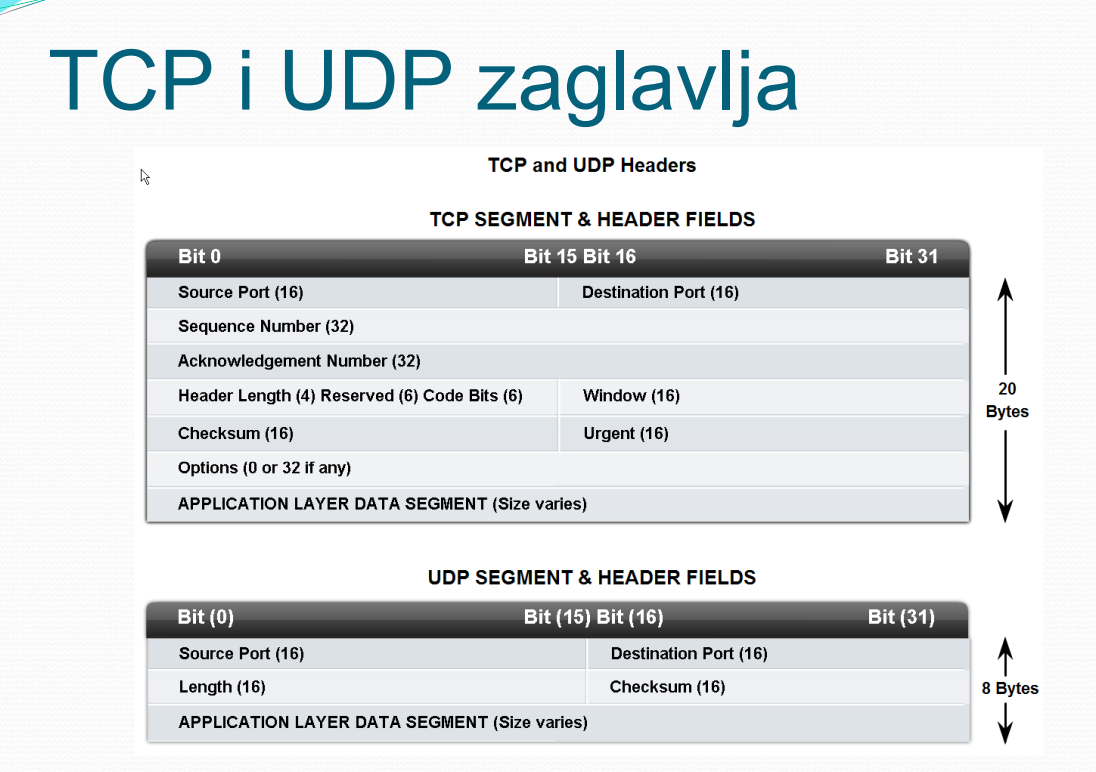 TCP i UDP zaglavlja
TCP and UDP Headers
TCP SEGMENT & HEADER FIELDS
Bit 0 Bit 15 Bit 16 Bit 31
Source Port (16) Destination Port (16)
Sequence Number (32)
Acknowledgement Number (32)
Header Length (4) Reserved (6) Code Bits (6) Window (16)
Checksum (16) Urgent (16)
Options (0 or 32 if any)
APPLICATION LAYER DATA SEGMENT (Size varies)
20
Bytes
UDP SEGMENT & HEADER FIELDS
Bit (0) Bit (15) Bit (16) Bit (31)
Source Port (16) Destination Port (16)
Length (16) Checksum (16)
APPLICATION LAYER DATA SEGMENT (Size varies)
8 Bytes